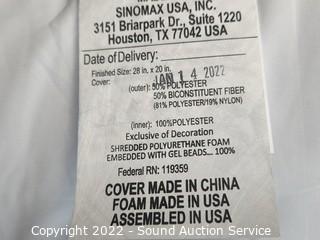 SINOMAX USA, INC.
3151 Briarpark Dr., Suite 1220
Houston, TX 77042 USA
Date of Delivery:
Finished Size: 28 in. x 20 in.
JAN 1 4 2022
Cover: (outer): 50% POLYESTER
50% BICONSTITUENT FIBER
(81% POLYESTER/19% NYLON)
(inner): 100%POLYESTER
Exclusive of Decoration
SHREDDED POLYURETHANE FOAM
EMBEDDED WITH GEL BEADS... 100%
Federal RN: 119359
COVER MADE IN CHINA
FOAM MADE IN USA
ASSEMBLED IN USA
Copyright 2022 - Sound Auction Service